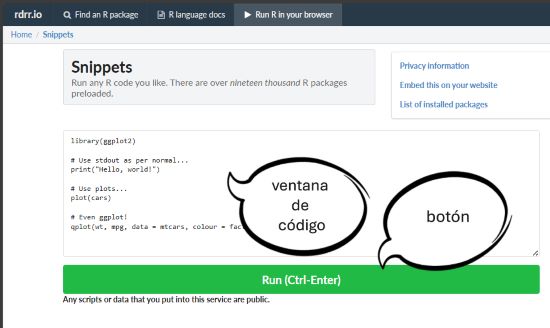 rdrr.io Find an R package R language docs Run R in your browser
Home / Snippets
Snippets
Run any R code you like. There are over nineteen thousand R packages
preloaded.
Privacy information
Embed this on your website
List of installed packages
library(ggplot2)
# Use stdout as per normal...
print("Hello, world!")
# Use plots...
plot(cars)
# Even ggplot!
qplot(wt, mpg, data = mtcars, colour =
ventana
de
código
botón
Run (Ctrl-Enter)
Any scripts or data that you put into this service are public.